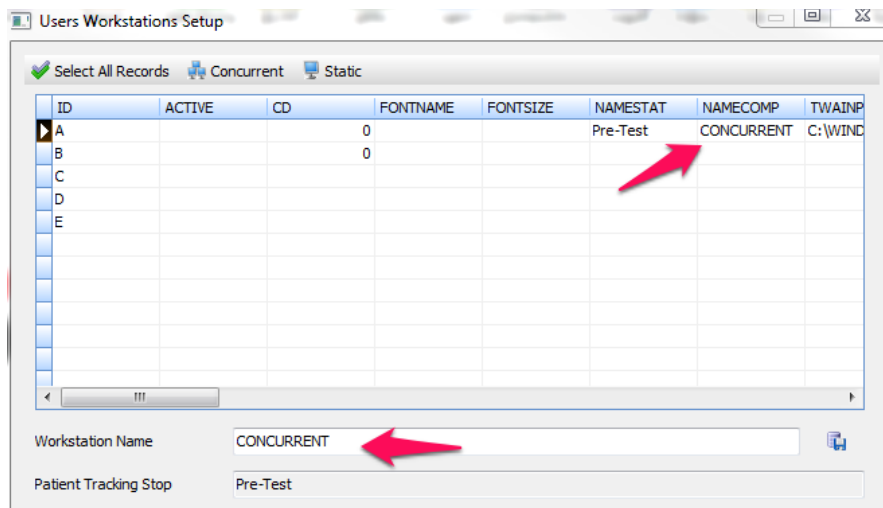 Users Workstations Setup
Select All Records Concurrent Static
ID ACTIVE CD FONTNAME FONTSIZE NAMESTAT NAMECOMP TWAINP
A 0 Pre-Test CONCURRENT C:\WIND
B 0
C
D
E
Workstation Name CONCURRENT
Patient Tracking Stop Pre-Test